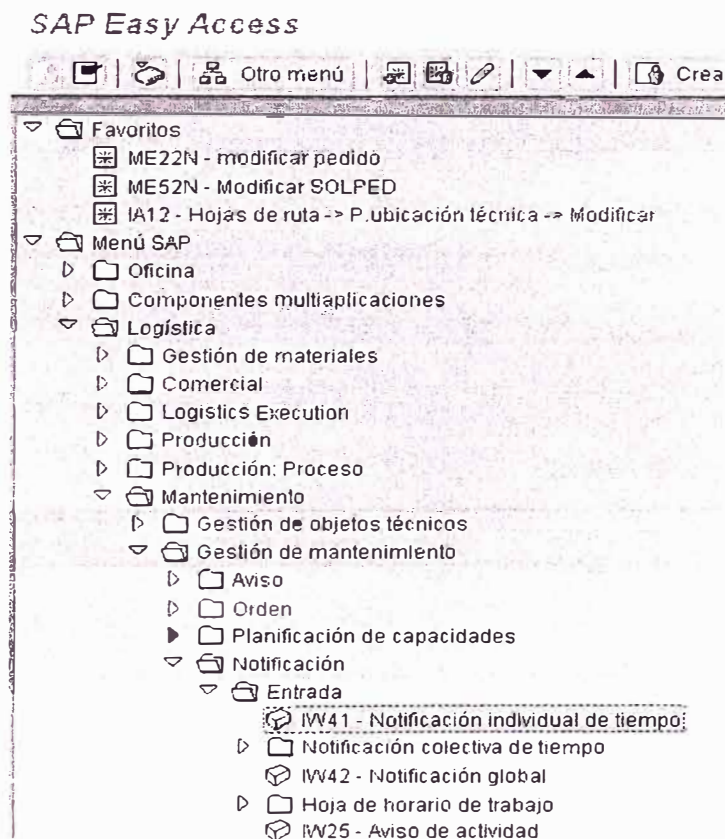 SAP Easy Access
Otro menú Crea
Favoritos
ME22N - modificar pedido
ME52N - Modificar SOLPED
IA12 - Hojas de ruta -> P.ubicación técnica -> Modificar
Menú SAP
Oficina
Componentes multiaplicaciones
Logística
Gestión de materiales
Comercial
Logistics Execution
Producción
Producción: Proceso
Mantenimiento
Gestión de objetos técnicos
Gestión de mantenimiento
Aviso
Orden
Planificación de capacidades
Notificación
Entrada
IW41 - Notificación individual de tiempo
Notificación colectiva de tiempo
IW42 - Notificación global
Hoja de horario de trabajo
IW25 - Aviso de actividad